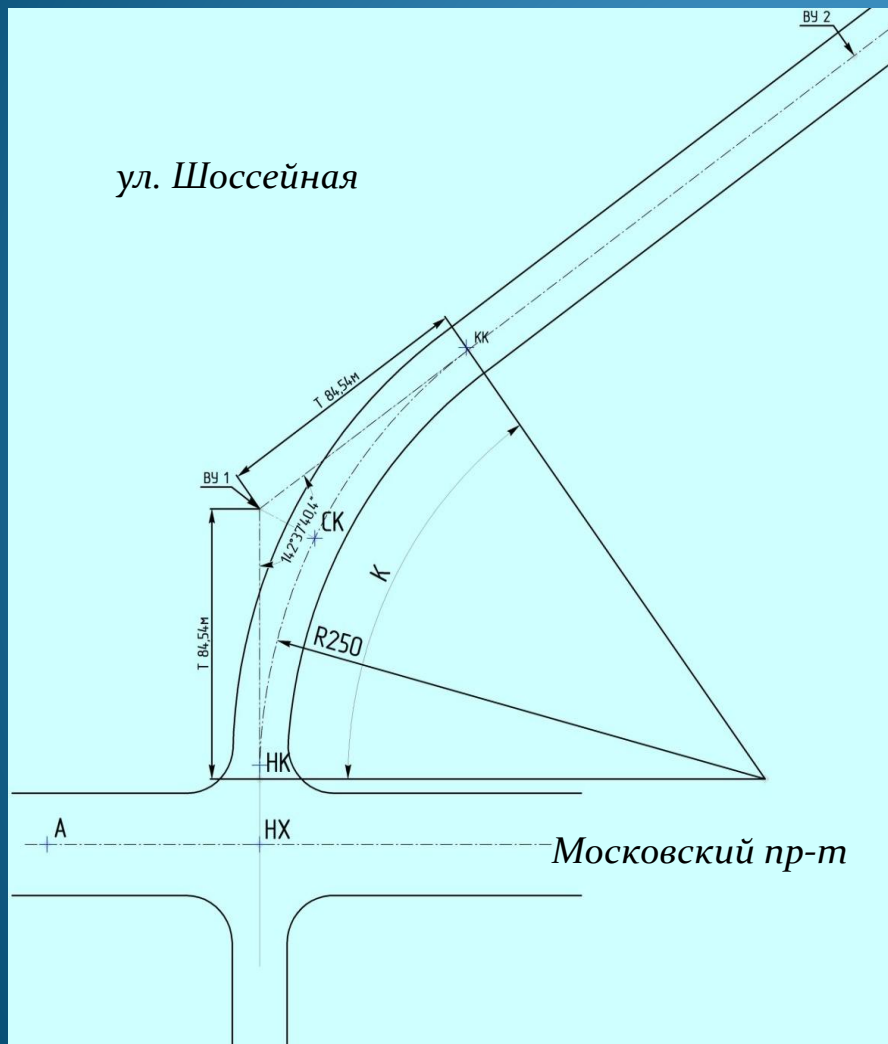 ВУ 2
ул. Шоссейная
КК
Т 84,54м
ВУ 1
142°37'40,4"
СК
К
Т 84,54м
R250
НК
А
НХ
Московский пр-т